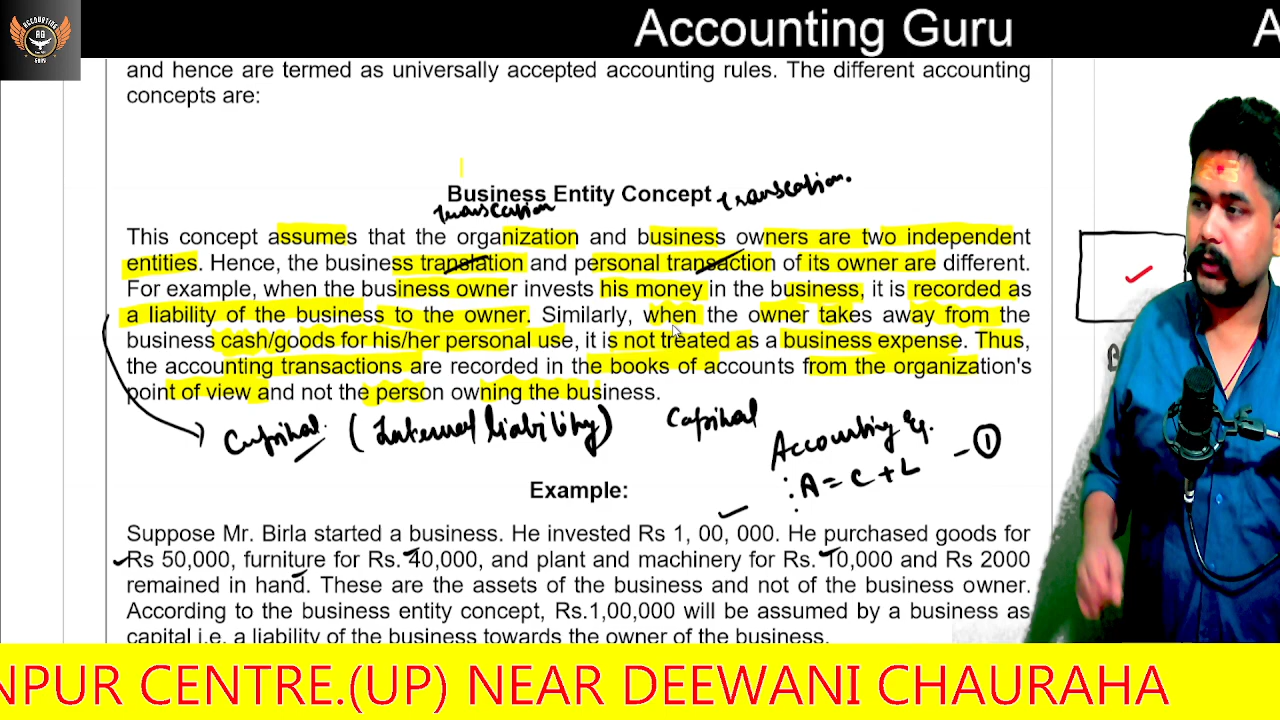 Accounting Guru
A
ACCOUNTING
AG
GURU
and hence are termed as universally accepted accounting rules. The different accounting
concepts are:
Business Entity Concept
transcation.
transcation
This concept assumes that the organization and business owners are two independent
entities. Hence, the business translation and personal transaction of its owner are different.
For example, when the business owner invests his money in the business, it is recorded as
a liability of the business to the owner. Similarly, when the owner takes away from the
business cash/goods for his/her personal use, it is not treated as a business expense. Thus,
the accounting transactions are recorded in the books of accounts from the organization's
point of view and not the person owning the business.
Capital. (Internal liability)
Capital
Accounting Eq.
A = C + L - ①
Example:
Suppose Mr. Birla started a business. He invested Rs 1, 00, 000. He purchased goods for
Rs 50,000, furniture for Rs. 40,000, and plant and machinery for Rs. 10,000 and Rs 2000
remained in hand. These are the assets of the business and not of the business owner.
According to the business entity concept, Rs.1,00,000 will be assumed by a business as
capital i.e. a liability of the business towards the owner of the business.
NPUR CENTRE.(UP) NEAR DEEWANI CHAURAHA